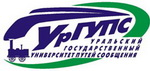 УрГУПС
УРАЛЬСКИЙ
ГОСУДАРСТВЕННЫЙ
УНИВЕРСИТЕТ ПУТЕЙ СООБЩЕНИЯ